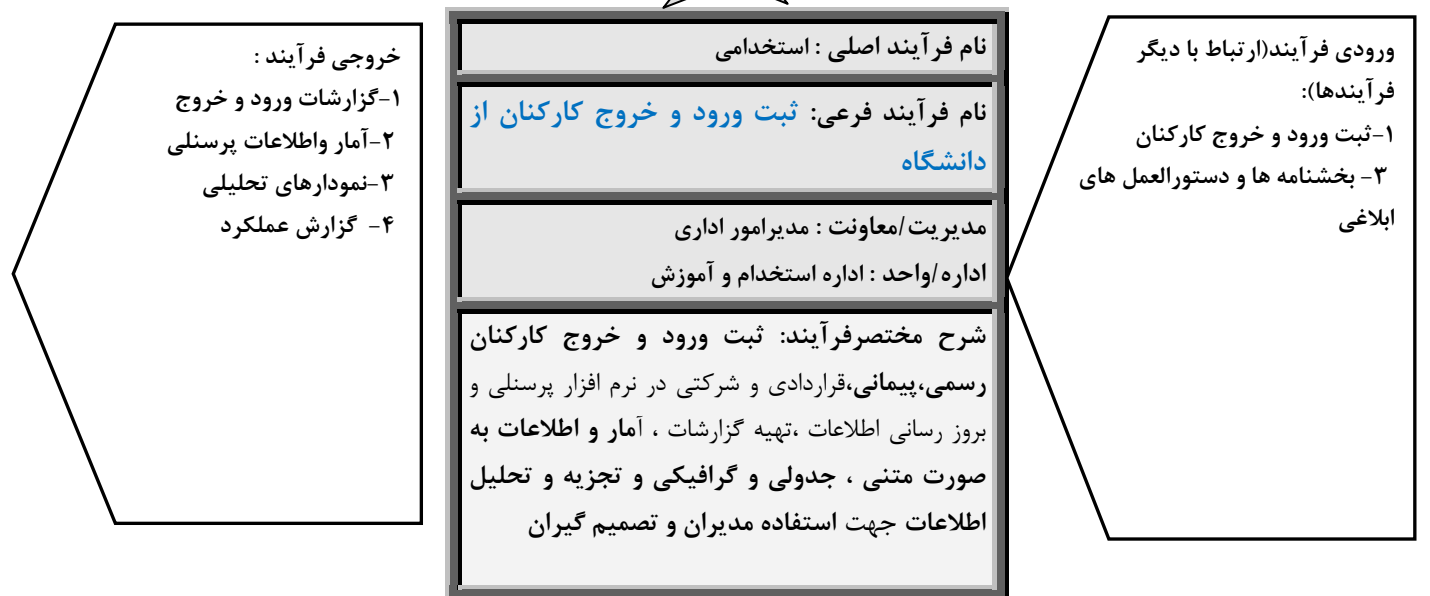 ورودی فرآیند(ارتباط با دیگر
فرآیندها):
۱-ثبت ورود و خروج کارکنان
۳- بخشنامه ها و دستورالعمل های
ابلاغی
نام فرآیند اصلی : استخدامی
نام فرآیند فرعی: ثبت ورود و خروج کارکنان از
دانشگاه
مدیریت/معاونت : مدیرامور اداری
اداره/واحد : اداره استخدام و آموزش
شرح مختصرفرآیند: ثبت ورود و خروج کارکنان
رسمی،پیمانی،قراردادی و شرکتی در نرم افزار پرسنلی و
بروز رسانی اطلاعات ،تهیه گزارشات ، آمار و اطلاعات به
صورت متنی ، جدولی و گرافیکی و تجزیه و تحلیل
اطلاعات جهت استفاده مدیران و تصمیم گیران
خروجی فرآیند :
۱-گزارشات ورود و خروج
۲-آمار واطلاعات پرسنلی
۳-نمودارهای تحلیلی
۴- گزارش عملکرد